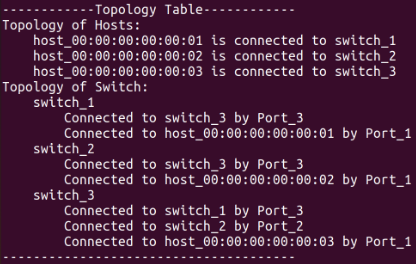 ------------Topology Table------------
Topology of Hosts:
    host_00:00:00:00:00:01 is connected to switch_1
    host_00:00:00:00:00:02 is connected to switch_2
    host_00:00:00:00:00:03 is connected to switch_3
Topology of Switch:
    switch_1
        Connected to switch_3 by Port_3
        Connected to host_00:00:00:00:00:01 by Port_1
    switch_2
        Connected to switch_3 by Port_3
        Connected to host_00:00:00:00:00:02 by Port_1
    switch_3
        Connected to switch_1 by Port_3
        Connected to switch_2 by Port_2
        Connected to host_00:00:00:00:00:03 by Port_1
--------------------------------------